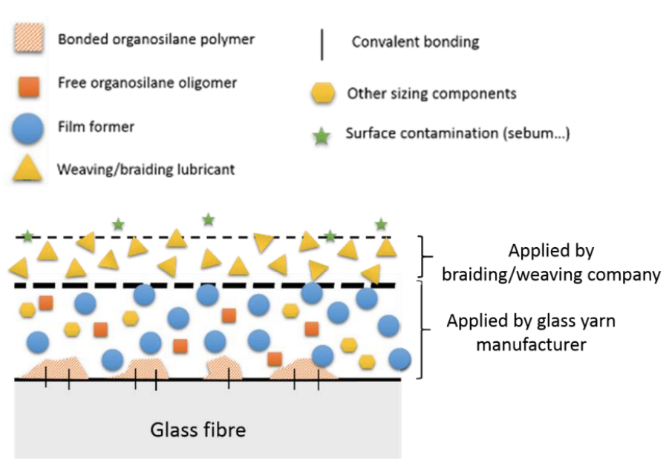 Bonded organosilane polymer
Free organosilane oligomer
Film former
Weaving/braiding lubricant
Convalent bonding
Other sizing components
Surface contamination (sebum...)
Applied by
braiding/weaving company
Applied by glass yarn
manufacturer
Glass fibre